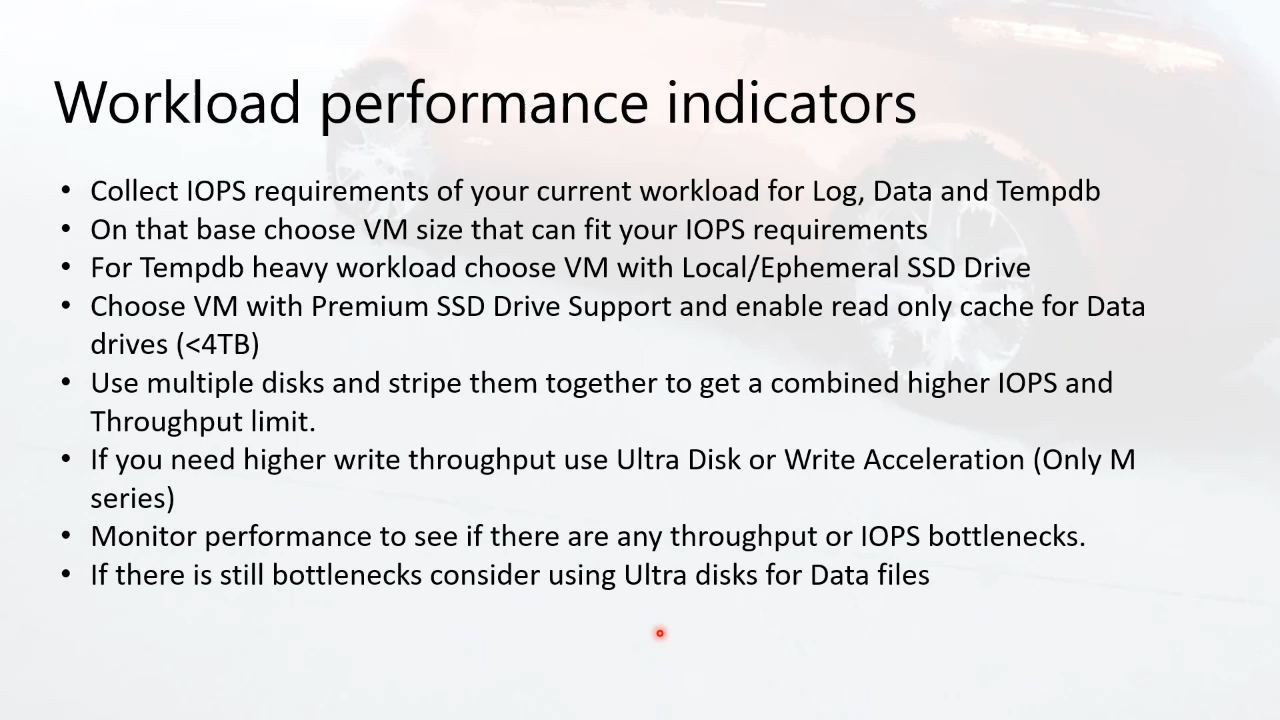 Workload performance indicators
• Collect IOPS requirements of your current workload for Log, Data and Tempdb
• On that base choose VM size that can fit your IOPS requirements
• For Tempdb heavy workload choose VM with Local/Ephemeral SSD Drive
• Choose VM with Premium SSD Drive Support and enable read only cache for Data
drives (<4TB)
• Use multiple disks and stripe them together to get a combined higher IOPS and
Throughput limit.
• If you need higher write throughput use Ultra Disk or Write Acceleration (Only M
series)
• Monitor performance to see if there are any throughput or IOPS bottlenecks.
• If there is still bottlenecks consider using Ultra disks for Data files